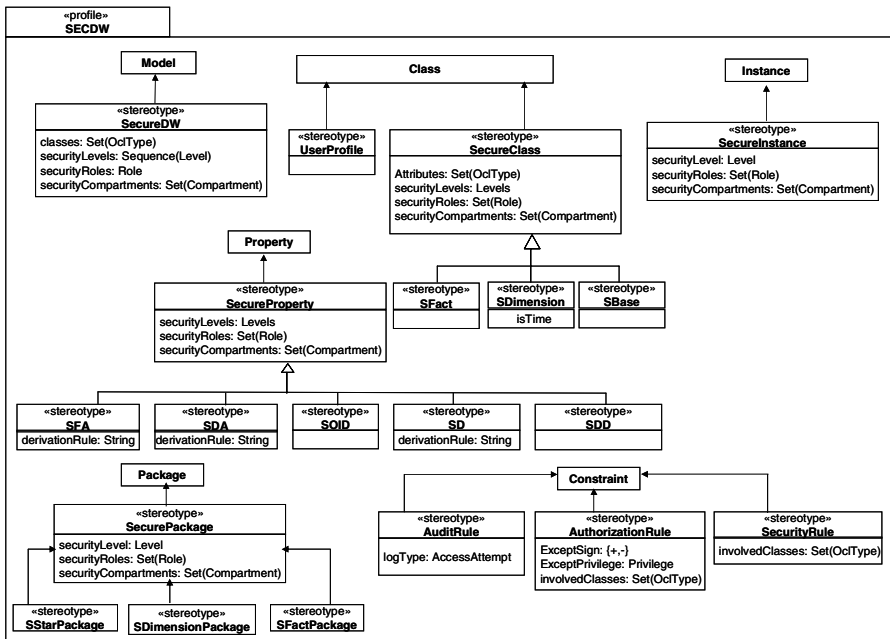 «profile»
SECDW
Model
Class
Instance
«stereotype»
SecureDW
classes: Set(OclType)
securityLevels: Sequence(Level)
securityRoles: Role
securityCompartments: Set(Compartment)
«stereotype»
UserProfile
«stereotype»
SecureClass
Attributes: Set(OclType)
securityLevels: Levels
securityRoles: Set(Role)
securityCompartments: Set(Compartment)
«stereotype»
SecureInstance
securityLevel: Level
securityRoles: Set(Role)
securityCompartments: Set(Compartment)
Property
«stereotype»
SecureProperty
securityLevels: Levels
securityRoles: Set(Role)
securityCompartments: Set(Compartment)
«stereotype»
SFact
«stereotype»
SDimension
isTime
«stereotype»
SBase
«stereotype»
SFA
derivationRule: String
«stereotype»
SDA
derivationRule: String
«stereotype»
SOID
«stereotype»
SD
derivationRule: String
«stereotype»
SDD
Package
«stereotype»
SecurePackage
securityLevel: Level
securityRoles: Set(Role)
securityCompartments: Set(Compartment)
«stereotype»
SStarPackage
«stereotype»
SDimensionPackage
«stereotype»
SFactPackage
Constraint
«stereotype»
AuditRule
logType: AccessAttempt
«stereotype»
AuthorizationRule
ExceptSign: {+,-}
ExceptPrivilege: Privilege
involvedClasses: Set(OclType)
«stereotype»
SecurityRule
involvedClasses: Set(OclType)